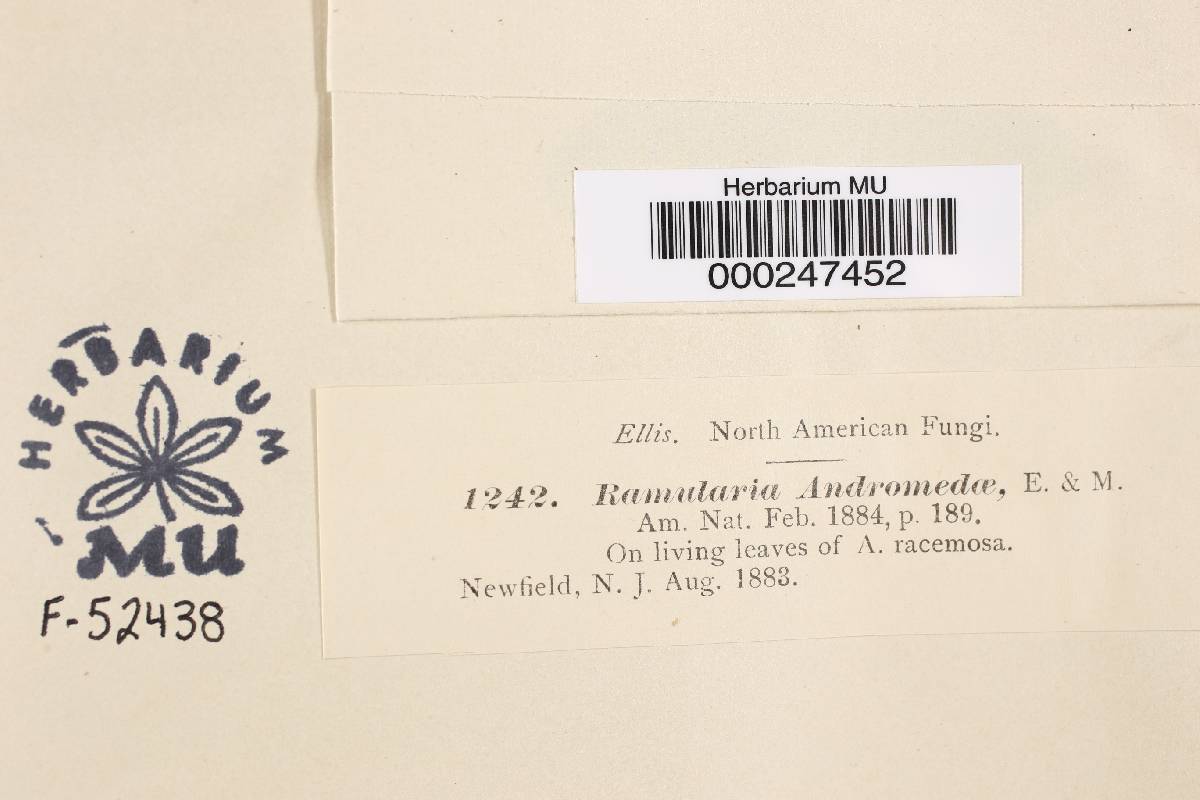 Herbarium MU
000247452
HERBARIUM
MU
F-52438
Ellis. North American Fungi.
1242. Ramularia Andromedæ, E. & M.
Am. Nat. Feb. 1884, p. 189.
On living leaves of A. racemosa.
Newfield, N. J. Aug. 1883.